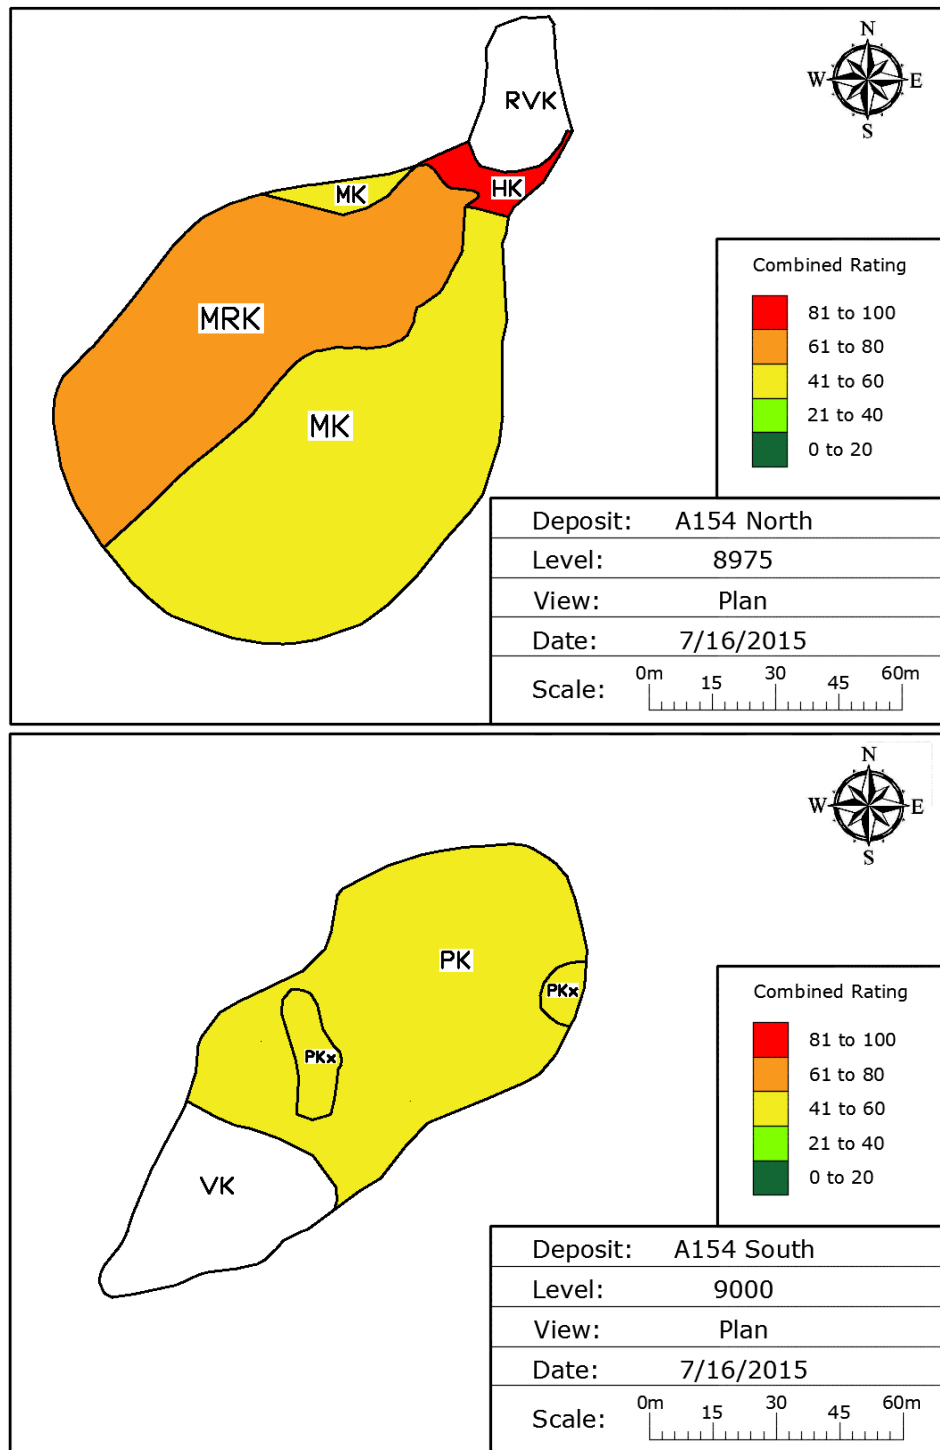 N
W E
S
RVK
HK
MK
MRK
MK
Combined Rating
81 to 100
61 to 80
41 to 60
21 to 40
0 to 20
Deposit: A154 North
Level: 8975
View: Plan
Date: 7/16/2015
Scale: 0m 15 30 45 60m
N
W E
S
PK
PKx
PKx
VK
Combined Rating
81 to 100
61 to 80
41 to 60
21 to 40
0 to 20
Deposit: A154 South
Level: 9000
View: Plan
Date: 7/16/2015
Scale: 0m 15 30 45 60m